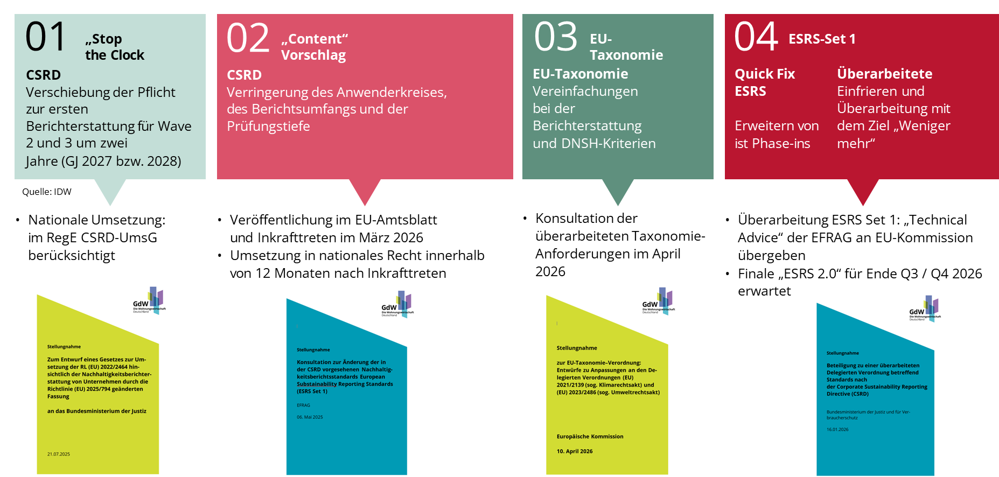 01
„Stop
the Clock
CSRD
Verschiebung der Pflicht
zur ersten
Berichterstattung für Wave
2 und 3 um zwei
Jahre (GJ 2027 bzw. 2028)
Quelle: IDW
• Nationale Umsetzung:
im RegE CSRD-UmsG
berücksichtigt
02
„Content“
Vorschlag
CSRD
Verringerung des Anwenderkreises,
des Berichtsumfangs und der
Prüfungstiefe
• Veröffentlichung im EU-Amtsblatt
und Inkrafttreten im März 2026
• Umsetzung in nationales Recht innerhalb
von 12 Monaten nach Inkrafttreten
03
EU-
Taxonomie
EU-Taxonomie
Vereinfachungen
bei der
Berichterstattung
und DNSH-Kriterien
• Konsultation der
überarbeiteten Taxonomie-
Anforderungen im April
2026
04
ESRS-Set 1
Quick Fix
ESRS
Erweitern von
ist Phase-ins
Überarbeitete
Einfrieren und
Überarbeitung mit
dem Ziel „Weniger
mehr“
• Überarbeitung ESRS Set 1: „Technical
Advice“ der EFRAG an EU-Kommission
übergeben
• Finale „ESRS 2.0“ für Ende Q3 / Q4 2026
erwartet
GdW
Die Wohnungswirtschaft
Deutschland
Stellungnahme
Zum Entwurf eines Gesetzes zur Um-
setzung der RL (EU) 2022/2464 hin-
sichtlich der Nachhaltigkeitsberichter-
stattung von Unternehmen durch die
Richtlinie (EU) 2025/794 geänderten
Fassung
an das Bundesministerium der Justiz
21.07.2025
GdW
Die Wohnungswirtschaft
Deutschland
Stellungnahme
Konsultation zur Änderung der in
der CSRD vorgesehenen Nachhaltig-
keitsberichtsstandards European
Substainability Reporting Standards
(ESRS Set 1)
EFRAG
06. Mai 2025
GdW
Die Wohnungswirtschaft
Deutschland
Stellungnahme
zur EU-Taxonomie–Verordnung:
Entwürfe zu Anpassungen an den De-
legierten Verordnungen (EU)
2021/2139 (sog. Klimarechtsakt) und
(EU) 2023/2486 (sog. Umweltrechtsakt)
Europäische Kommission
10. April 2026
GdW
Die Wohnungswirtschaft
Deutschland
Stellungnahme
Beteiligung zu einer überarbeiteten
Delegierten Verordnung betreffend
Standards nach
der Corporate Sustainability Reporting
Directive (CSRD)
Bundesministerium der Justiz und für Ver-
braucherschutz
16.01.2026